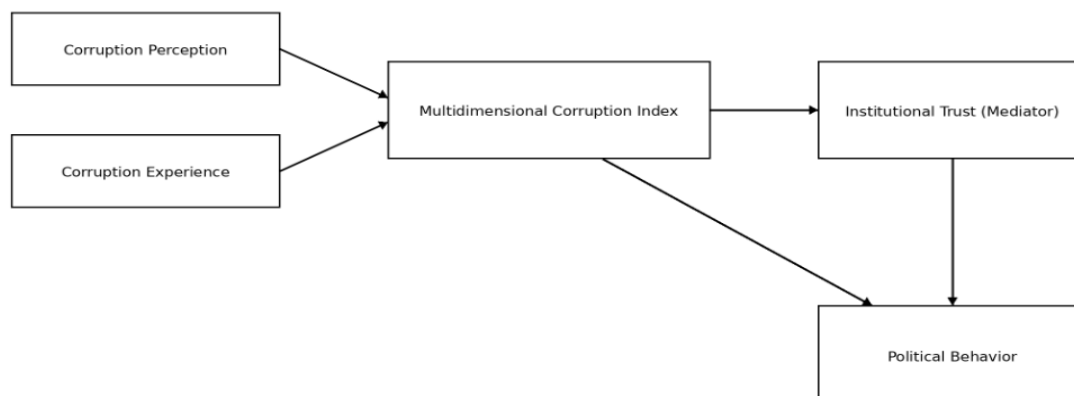 Corruption Perception
Corruption Experience
Multidimensional Corruption Index
Institutional Trust (Mediator)
Political Behavior